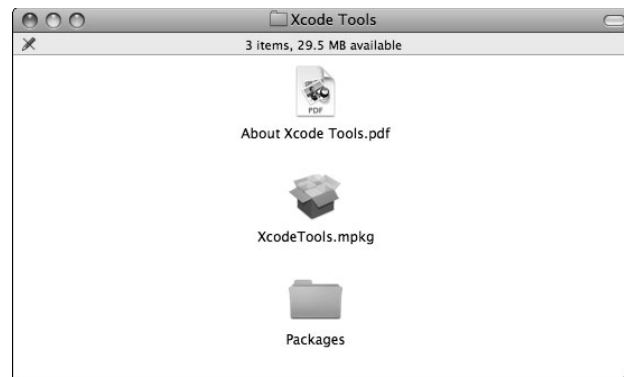 Xcode Tools
3 items, 29.5 MB available
PDF
About Xcode Tools.pdf
XcodeTools.mpkg
Packages